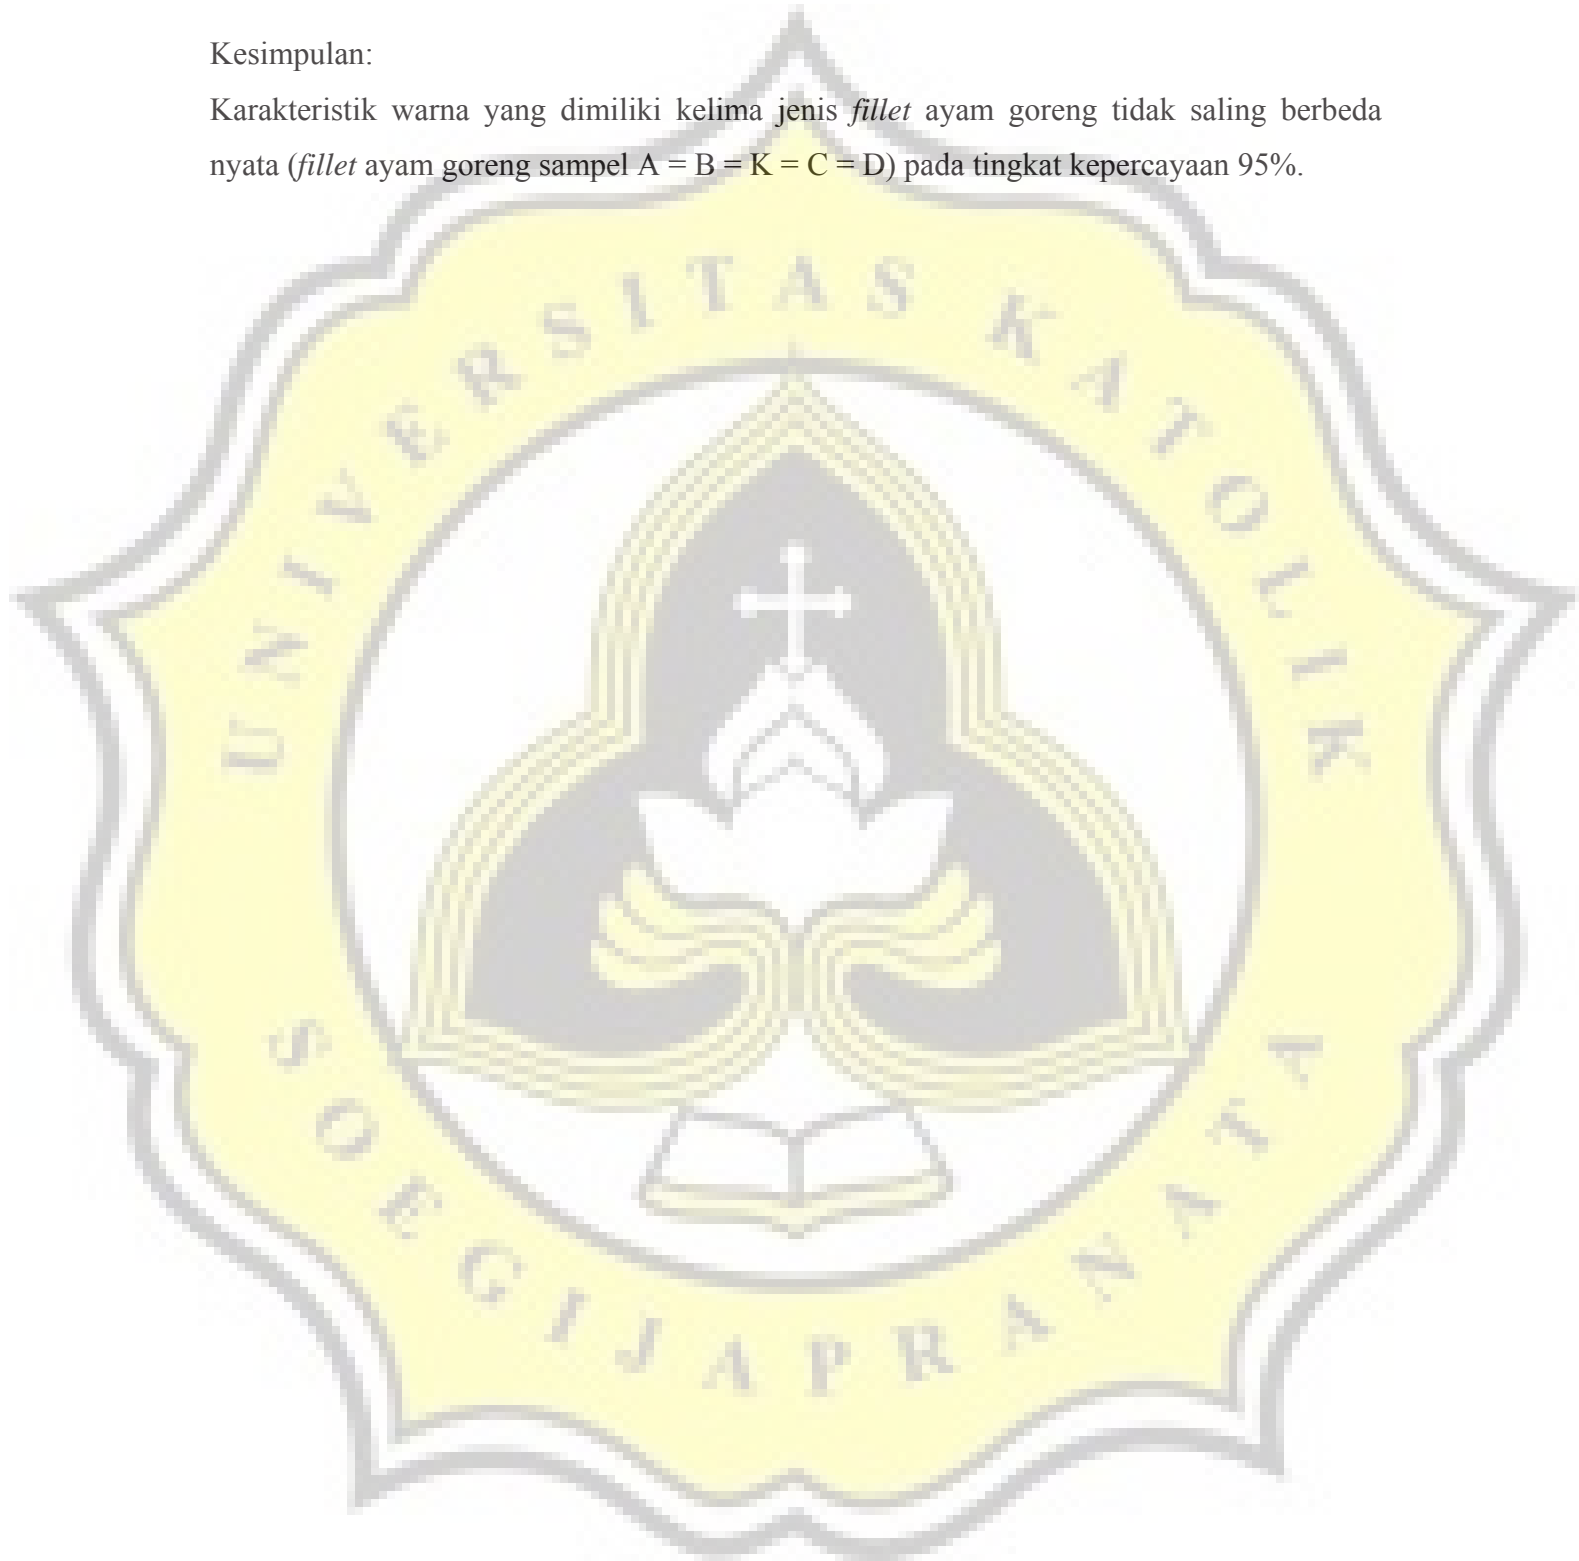 Kesimpulan:
Karakteristik warna yang dimiliki kelima jenis fillet ayam goreng tidak saling berbeda
nyata (fillet ayam goreng sampel A = B = K = C = D) pada tingkat kepercayaan 95%.
UNIVERSITAS KATOLIK
SOEGIJAPRANATA